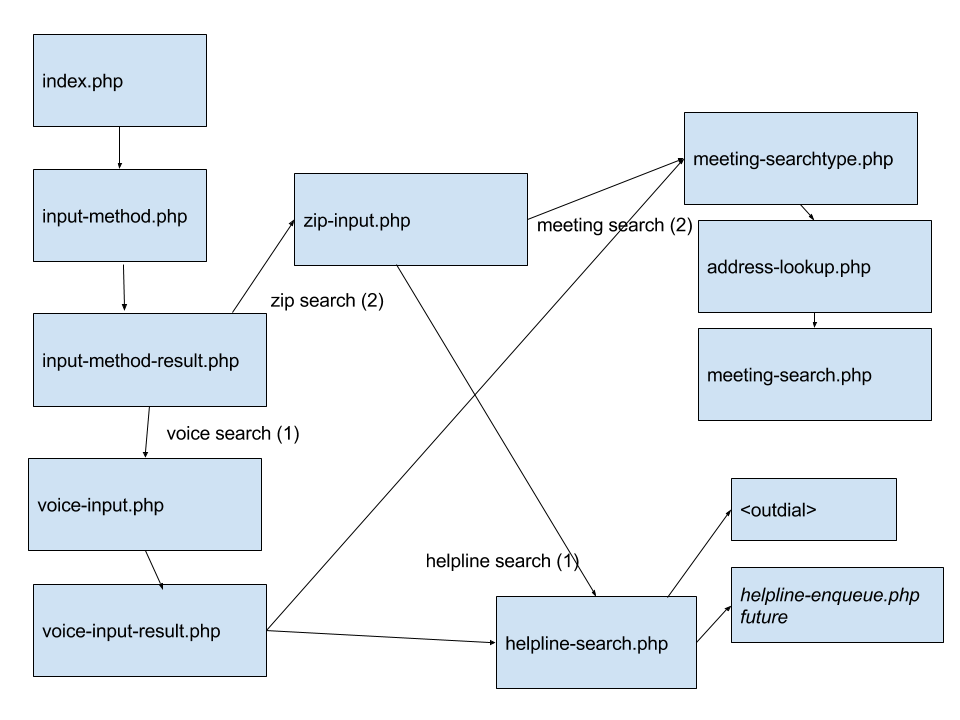 index.php
input-method.php
input-method-result.php
voice search (1)
voice-input.php
voice-input-result.php
zip-input.php
zip search (2)
meeting search (2)
helpline search (1)
helpline-search.php
meeting-searchtype.php
address-lookup.php
meeting-search.php
<outdial>
helpline-enqueue.php
future